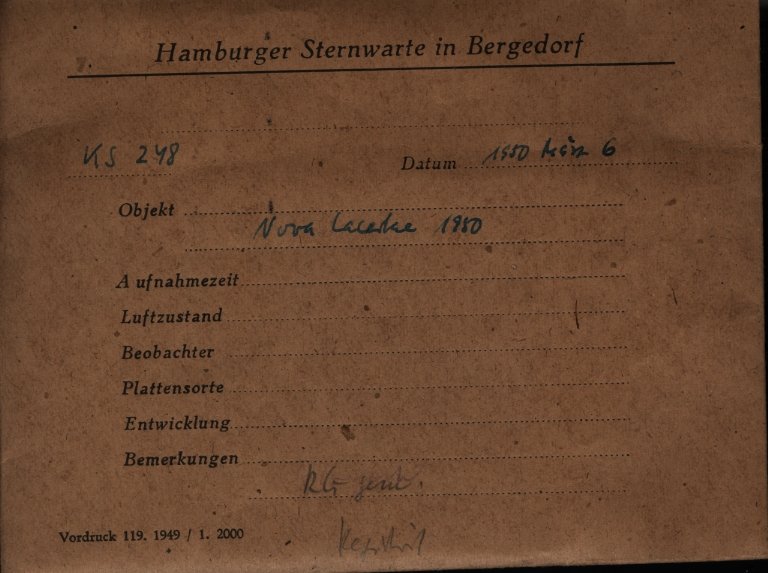 Hamburger Sternwarte in Bergedorf
KS 248
Datum 1950 März 6
Objekt
Nova Lacertae 1950
Aufnahmezeit
Luftzustand
Beobachter
Plattensorte
Entwicklung
Bemerkungen
Vordruck 119. 1949 / 1. 2000